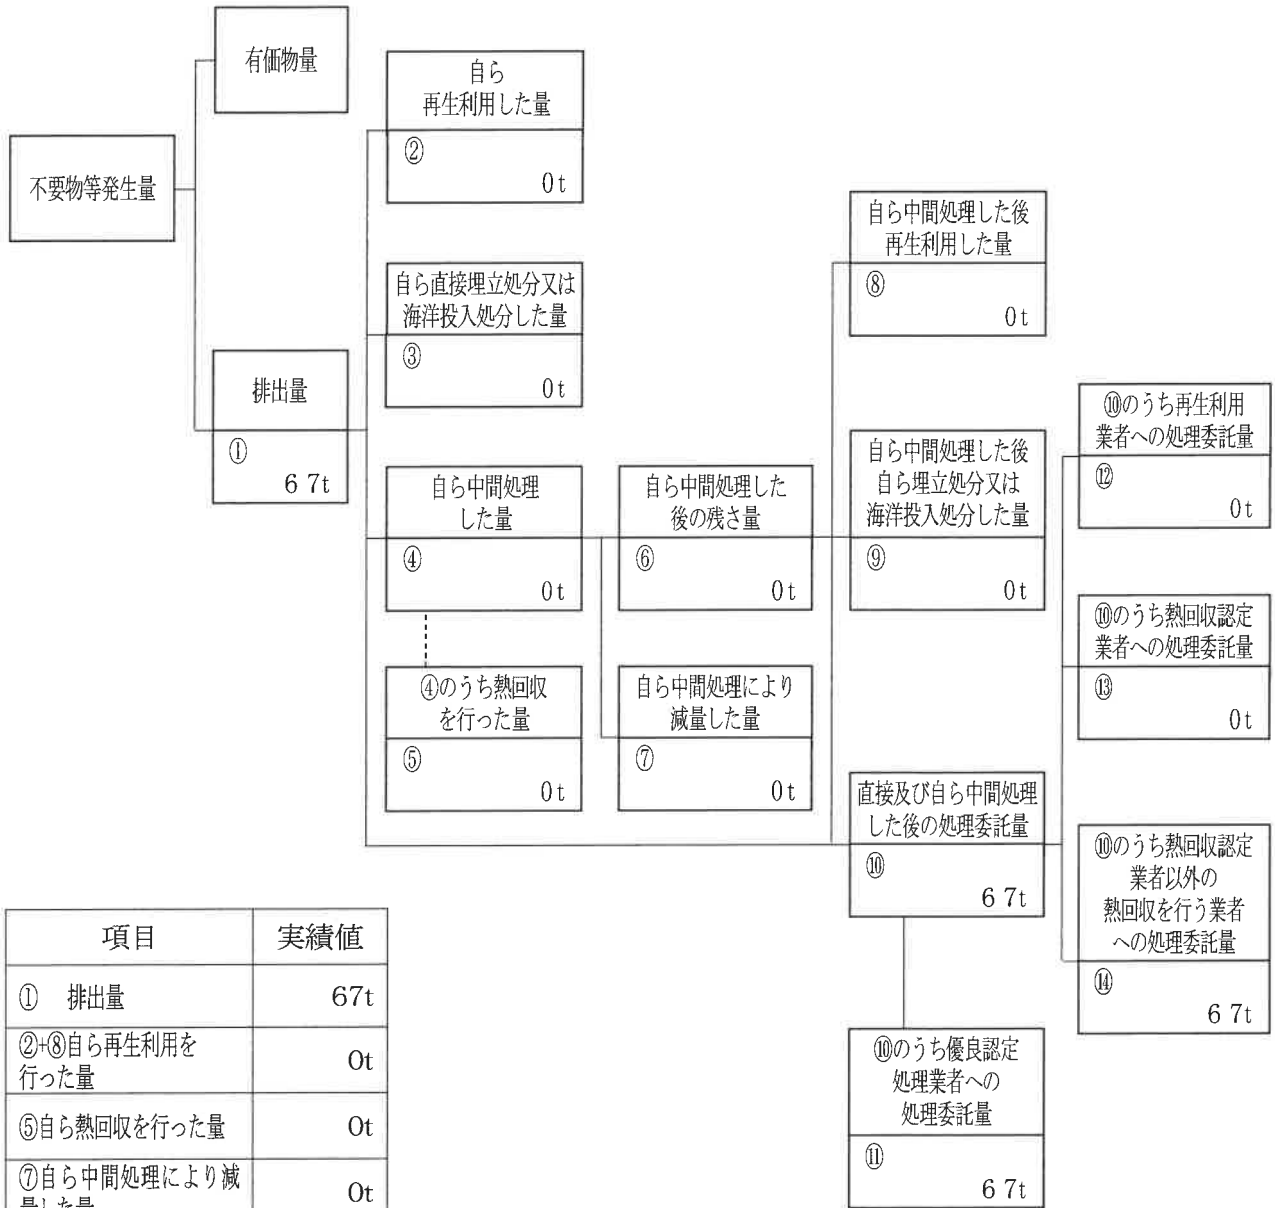 有価物量
不要物等発生量
排出量
①
6 7t
自ら
再生利用した量
②
0t
自ら直接埋立処分又は
海洋投入処分した量
③
0t
自ら中間処理
した量
④
0t
④のうち熱回収
を行った量
⑤
0t
自ら中間処理した
後の残さ量
⑥
0t
自ら中間処理により
減量した量
⑦
0t
自ら中間処理した後
再生利用した量
⑧
0t
自ら中間処理した後
自ら埋立処分又は
海洋投入処分した量
⑨
0t
直接及び自ら中間処理
した後の処理委託量
⑩
6 7t
⑩のうち優良認定
処理業者への
処理委託量
⑪
6 7t
⑩のうち再生利用
業者への処理委託量
⑫
0t
⑩のうち熱回収認定
業者への処理委託量
⑬
0t
⑩のうち熱回収認定
業者以外の
熱回収を行う業者
への処理委託量
⑭
6 7t
項目 実績値
① 排出量 67t
②+⑧自ら再生利用を
行った量 0t
⑤自ら熱回収を行った量 0t
⑦自ら中間処理により減
0t